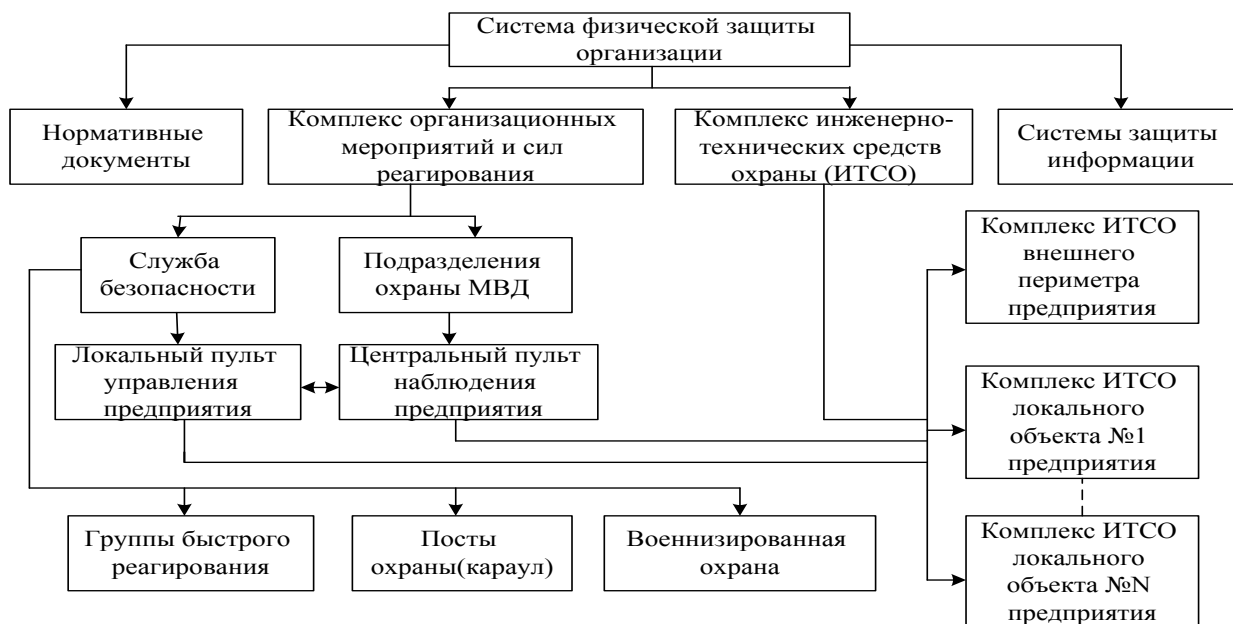 Система физической защиты
организации
Нормативные
документы
Комплекс организационных
мероприятий и сил
реагирования
Комплекс инженерно-
технических средств
охраны (ИТСО)
Системы защиты
информации
Служба
безопасности
Подразделения
охраны МВД
Комплекс ИТСО
внешнего
периметра
предприятия
Локальный пульт
управления
предприятия
Центральный пульт
наблюдения
предприятия
Комплекс ИТСО
локального
объекта №1
предприятия
Группы быстрого
реагирования
Посты
охраны(караул)
Военнизированная
охрана
Комплекс ИТСО
локального
объекта №N
предприятия